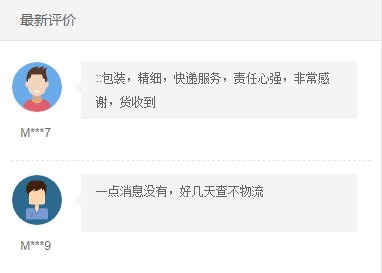 最新评价
::包装，精细，快递服务，责任心强，非常感
谢，货收到
M***7
一点消息没有，好几天查不物流
M***9